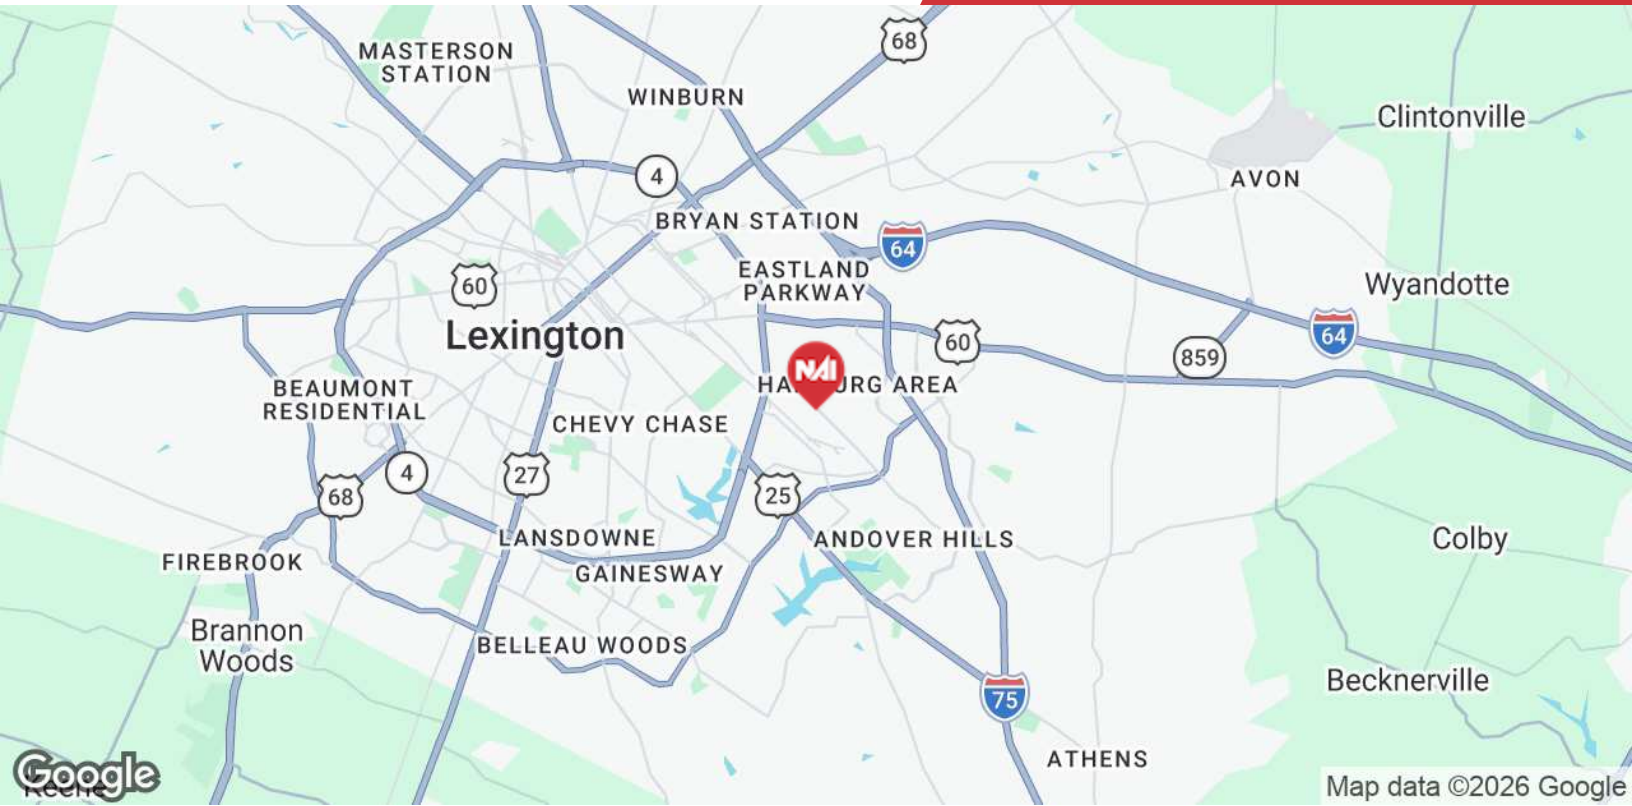 68
MASTERSON
STATION
WINBURN
Clintonville
4
AVON
BRYAN STATION
64
EASTLAND
PARKWAY
60
Wyandotte
Lexington
64
60
859
NAI
HA URG AREA
BEAUMONT
RESIDENTIAL
CHEVY CHASE
4
27
68
25
LANSDOWNE
ANDOVER HILLS
Colby
FIREBROOK
GAINESWAY
Brannon
Woods
BELLEAU WOODS
Becknerville
75
ATHENS
Google
Keene
Map data ©2026 Google